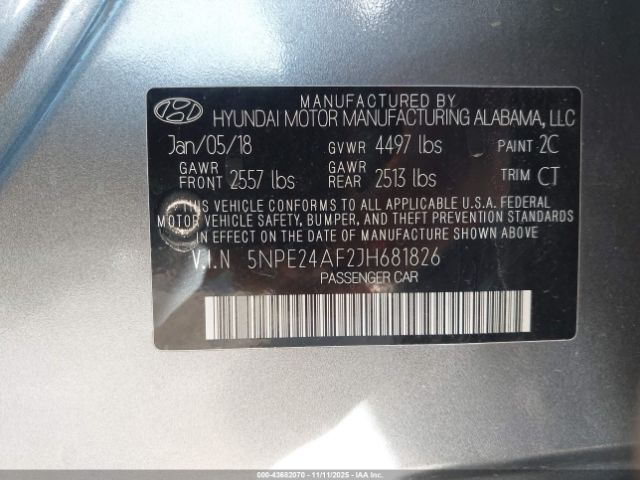 MANUFACTURED BY
HYUNDAI MOTOR MANUFACTURING ALABAMA, LLC
Jan/05/18 GVWR 4497 lbs PAINT 2C
GAWR FRONT 2557 lbs GAWR REAR 2513 lbs TRIM CT
THIS VEHICLE CONFORMS TO ALL APPLICABLE U.S.A. FEDERAL
MOTOR VEHICLE SAFETY, BUMPER, AND THEFT PREVENTION STANDARDS
IN EFFECT ON THE DATE OF MANUFACTURE SHOWN ABOVE.
V.I.N 5NPE24AF2JH681826
PASSENGER CAR
000-43682070 - 11/11/2025 - IAAI.COM